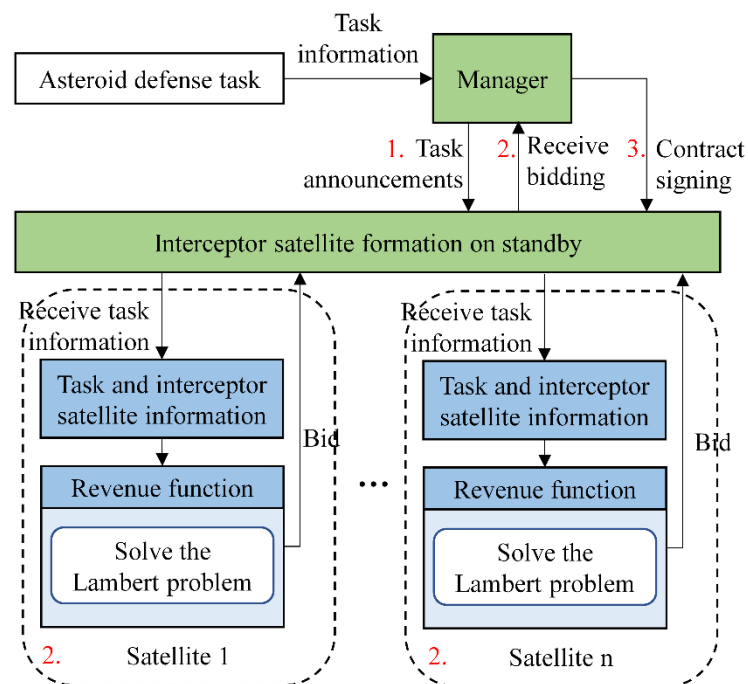 Task
information
Asteroid defense task
Manager
1. Task
announcements
2. Receive
bidding
3. Contract
signing
Interceptor satellite formation on standby
Receive task
information
Task and interceptor
satellite information
Revenue function
Solve the
Lambert problem
Bid
2. Satellite 1
...
Receive task
information
Task and interceptor
satellite information
Revenue function
Solve the
Lambert problem
Bid
2. Satellite n